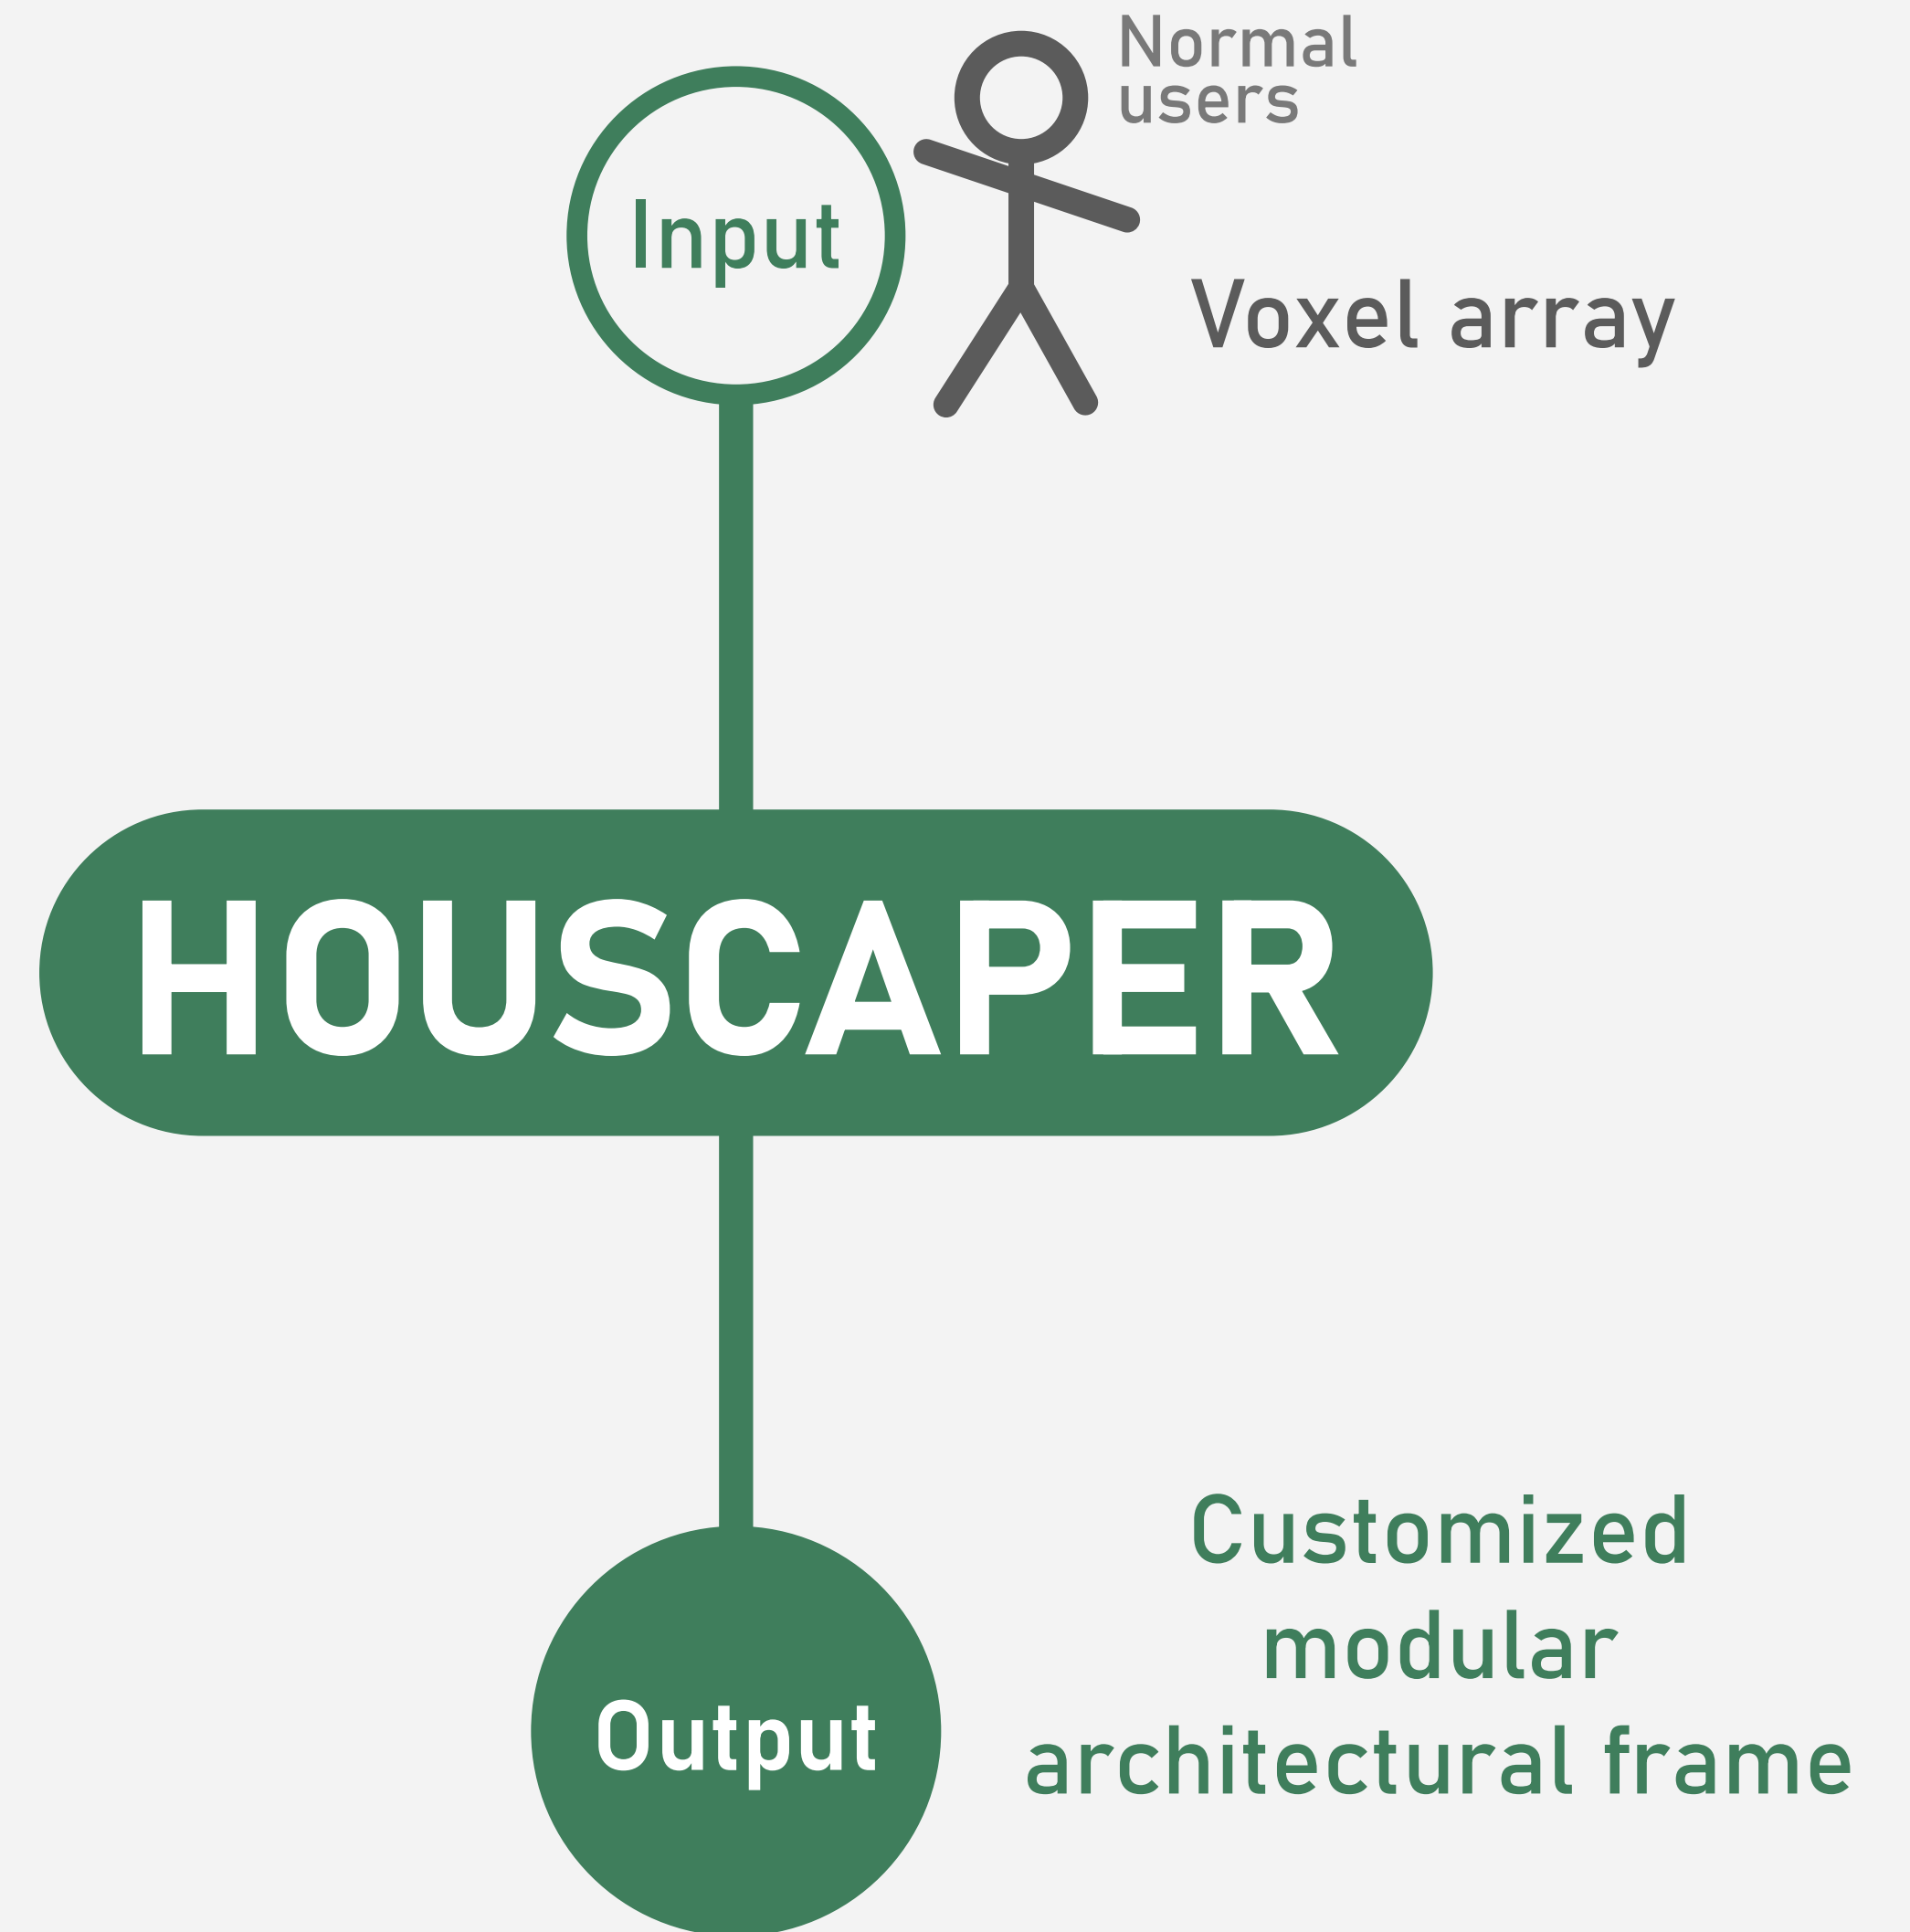 Normal
users
Input
Voxel array
HOUSCAPER
Customized
modular
architectural frame
Output